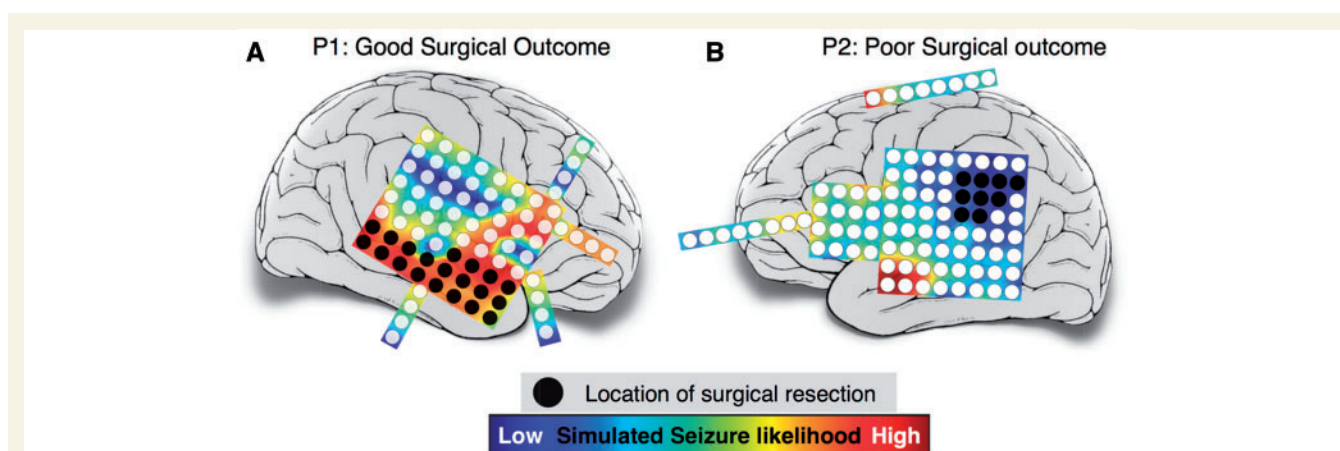 A P1: Good Surgical Outcome
B P2: Poor Surgical outcome
Location of surgical resection
Low Simulated Seizure likelihood High